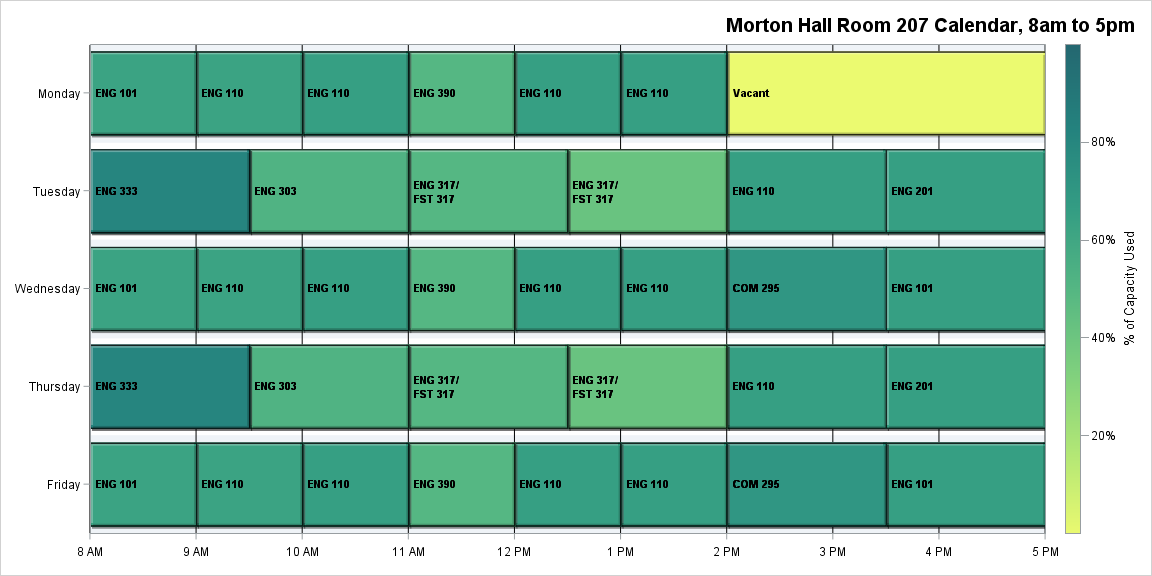 Morton Hall Room 207 Calendar, 8am to 5pm
Monday
ENG 101
ENG 110
ENG 110
ENG 390
ENG 110
ENG 110
Vacant
Tuesday
ENG 333
ENG 303
ENG 317/
FST 317
ENG 317/
FST 317
ENG 110
ENG 201
Wednesday
ENG 101
ENG 110
ENG 110
ENG 390
ENG 110
ENG 110
COM 295
ENG 101
Thursday
ENG 333
ENG 303
ENG 317/
FST 317
ENG 317/
FST 317
ENG 110
ENG 201
Friday
ENG 101
ENG 110
ENG 110
ENG 390
ENG 110
ENG 110
COM 295
ENG 101
8 AM
9 AM
10 AM
11 AM
12 PM
1 PM
2 PM
3 PM
4 PM
5 PM
80%
60%
40%
20%
% of Capacity Used